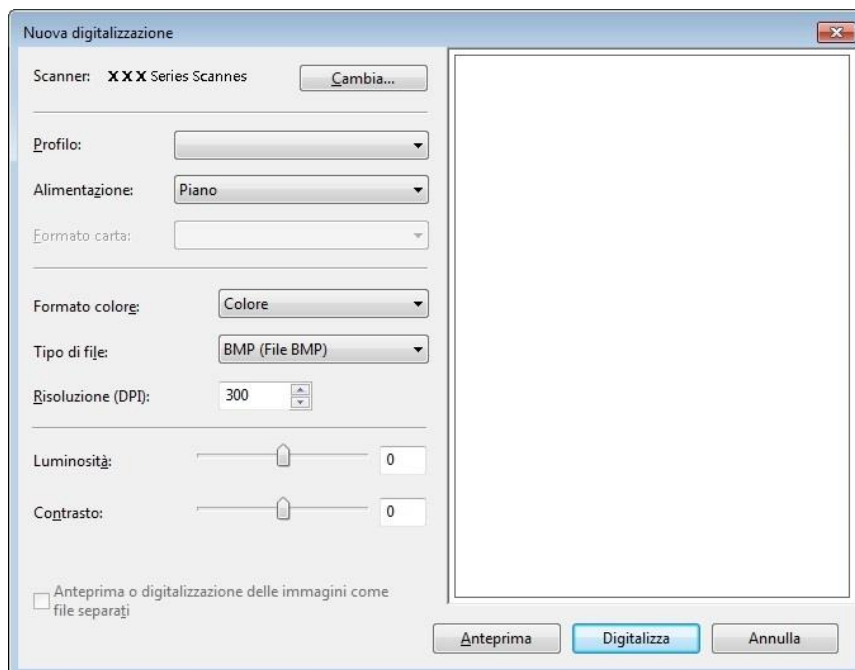 Nuova digitalizzazione
Scanner: XXX Series Scannes Cambia...
Profilo:
Alimentazione: Piano
Formato carta:
Formato colore: Colore
Tipo di file: BMP (File BMP)
Risoluzione (DPI): 300
Luminosità: 0
Contrasto: 0
Anteprima o digitalizzazione delle immagini come
file separati
Anteprima Digitalizza Annulla